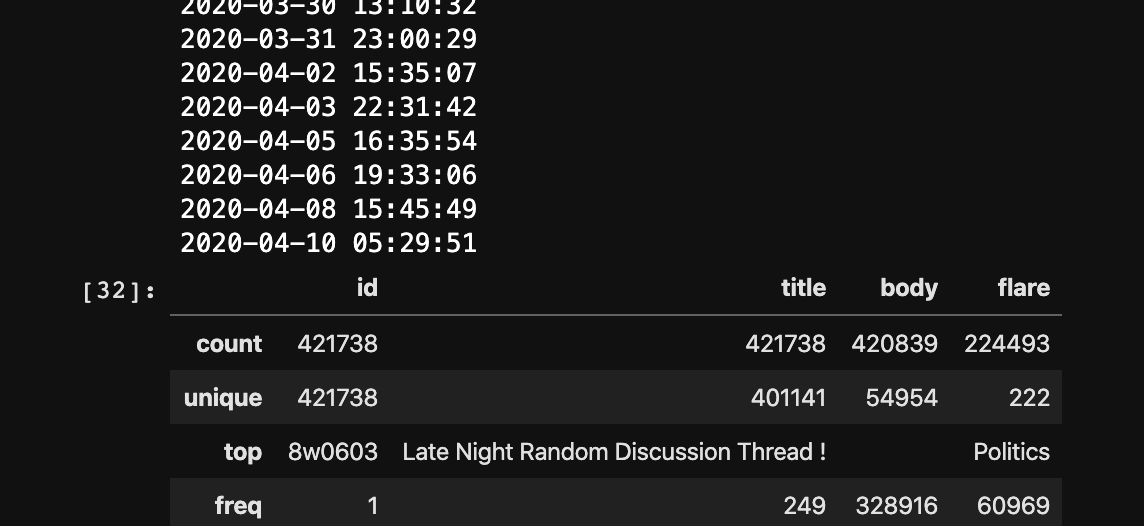 2020-03-30 13:10:32
2020-03-31 23:00:29
2020-04-02 15:35:07
2020-04-03 22:31:42
2020-04-05 16:35:54
2020-04-06 19:33:06
2020-04-08 15:45:49
2020-04-10 05:29:51
[32]: id title body flare
count 421738 421738 420839 224493
unique 421738 401141 54954 222
top 8w0603 Late Night Random Discussion Thread ! Politics
freq 1 249 328916 60969